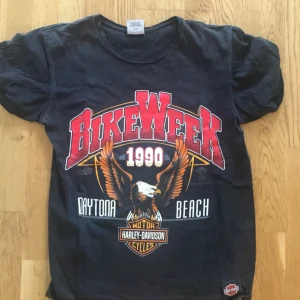 BIKEWEEK
1990
DAYTONA BEACH
MOTOR
HARLEY-DAVIDSON
CYCLES